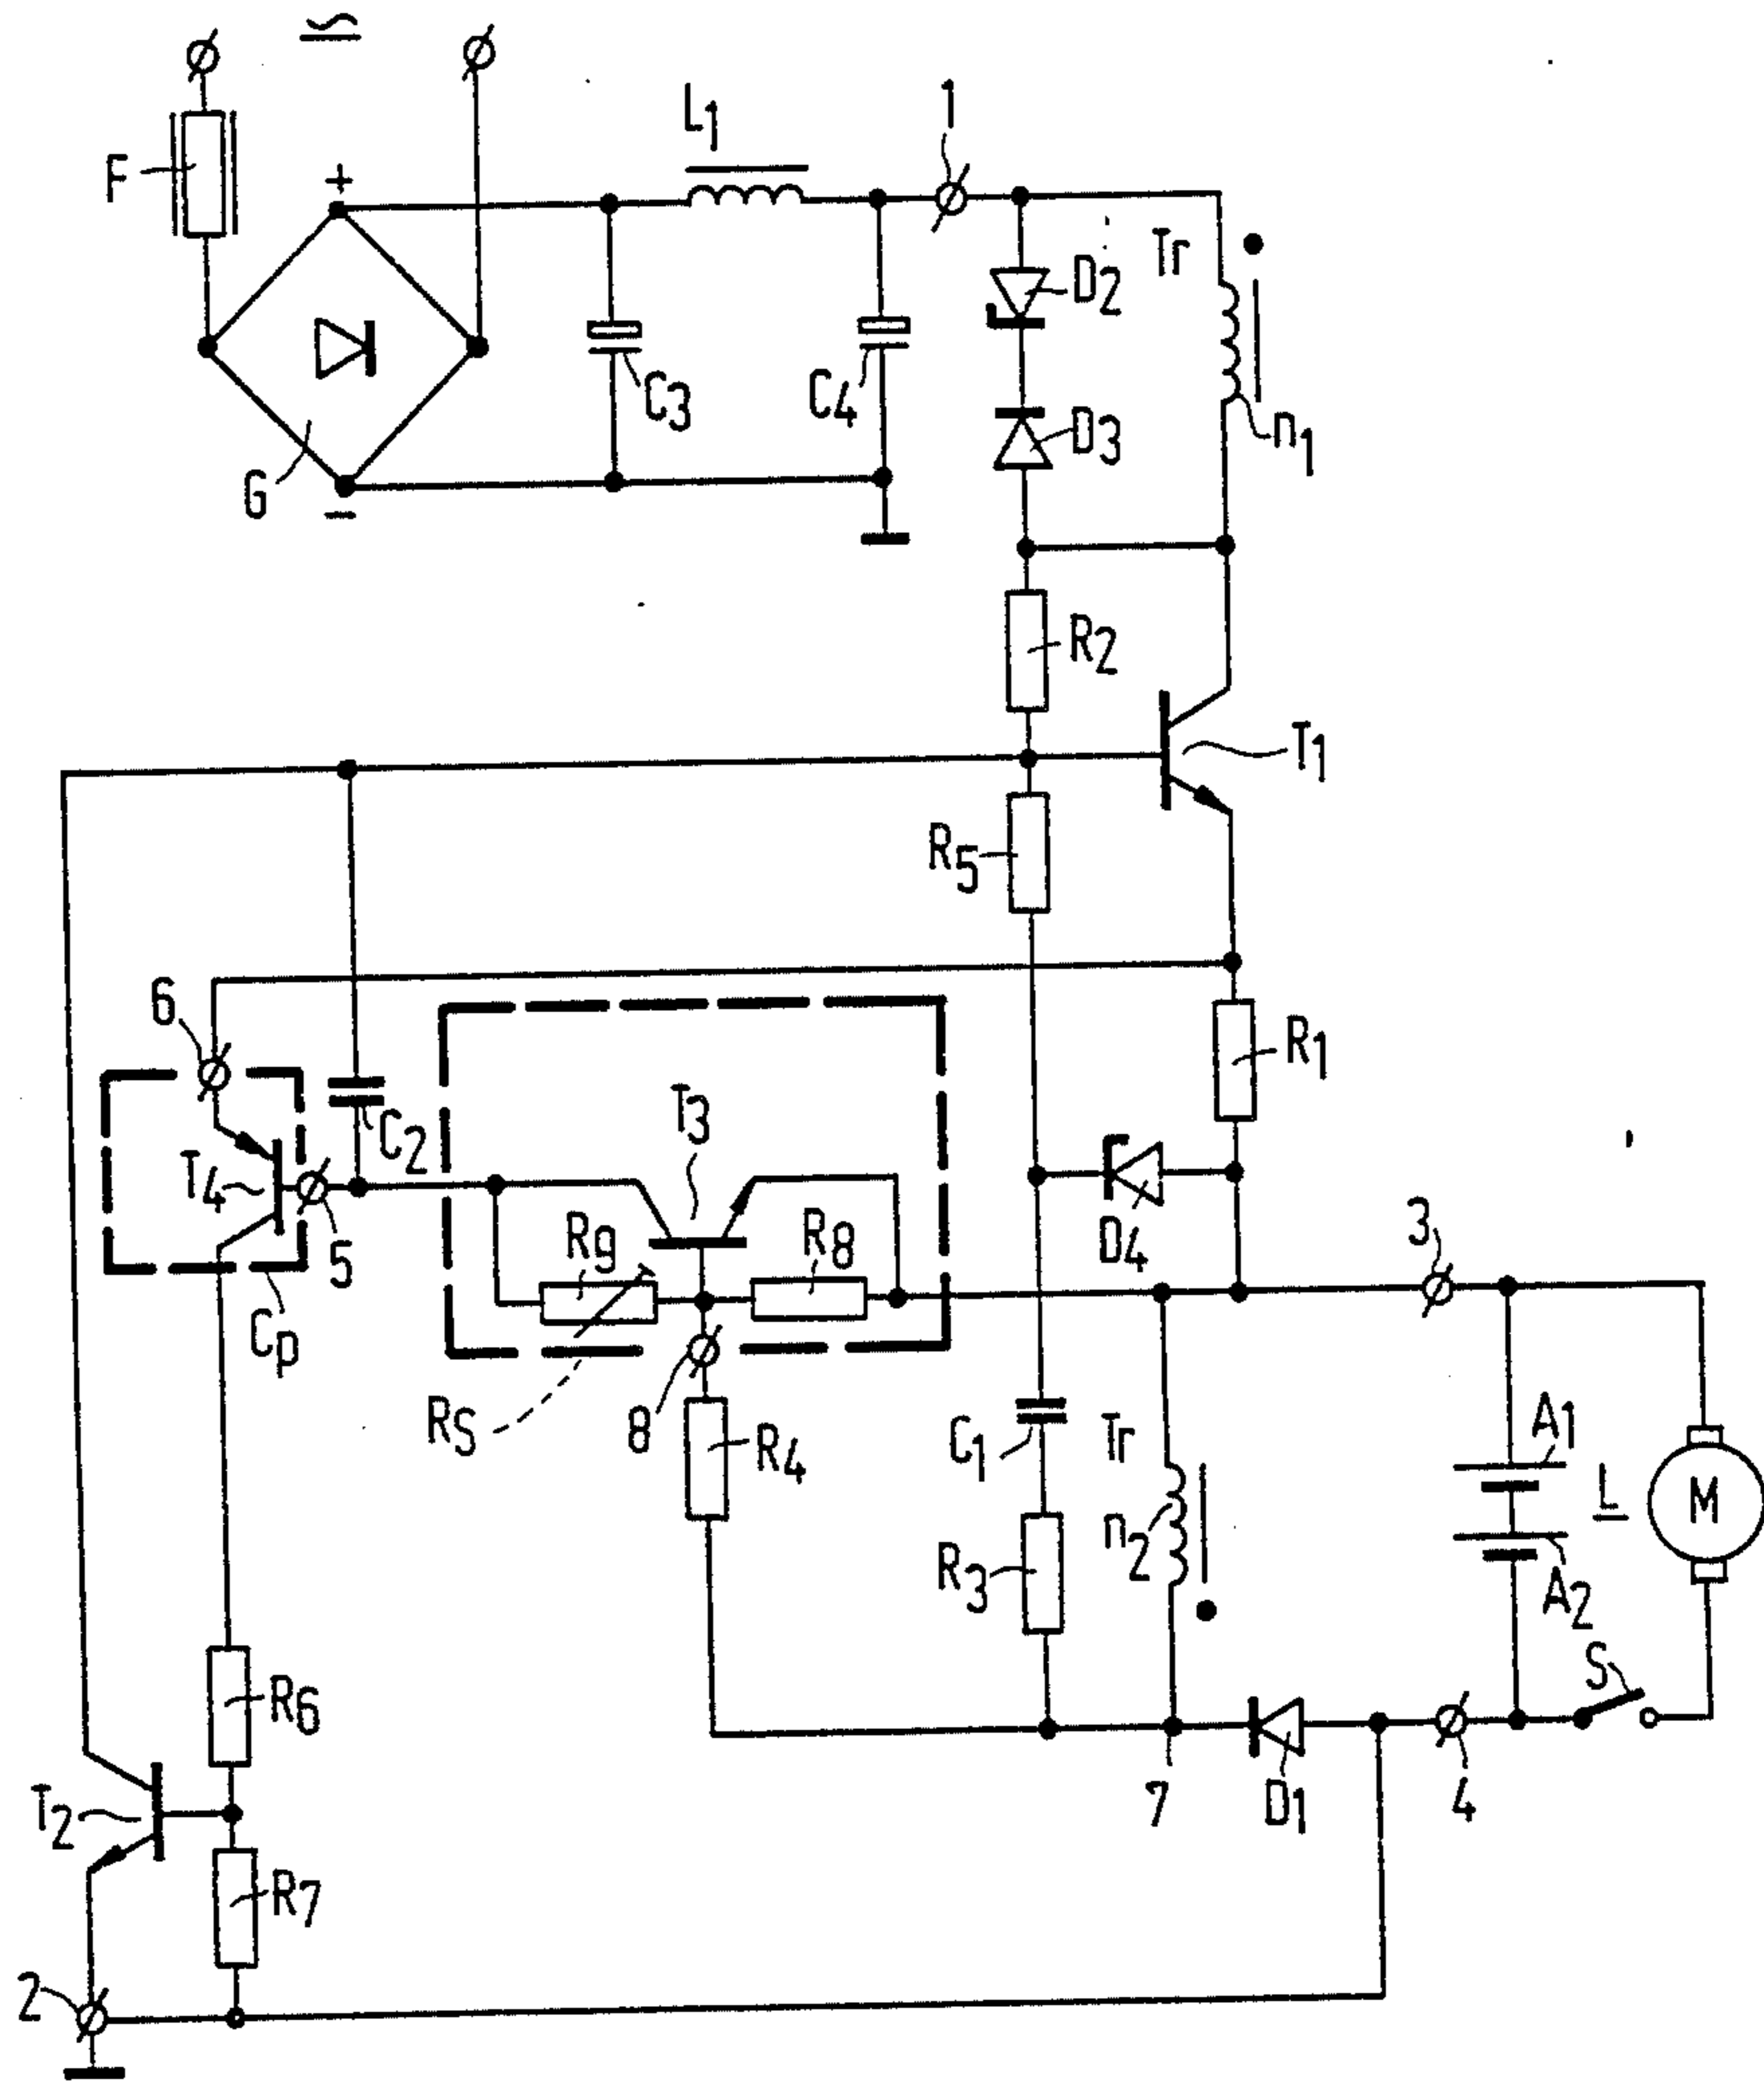 ~
F
L1
1
+
Tr
D2
C3
C4
D3
n1
G
−
R2
T1
R5
6
R1
T3
C2
T4
R9
R8
D4
3
5
Cp
RS
8
R4
C1
Tr
A1
L
M
n2
R3
A2
S
R6
T2
7
D1
4
R7
2